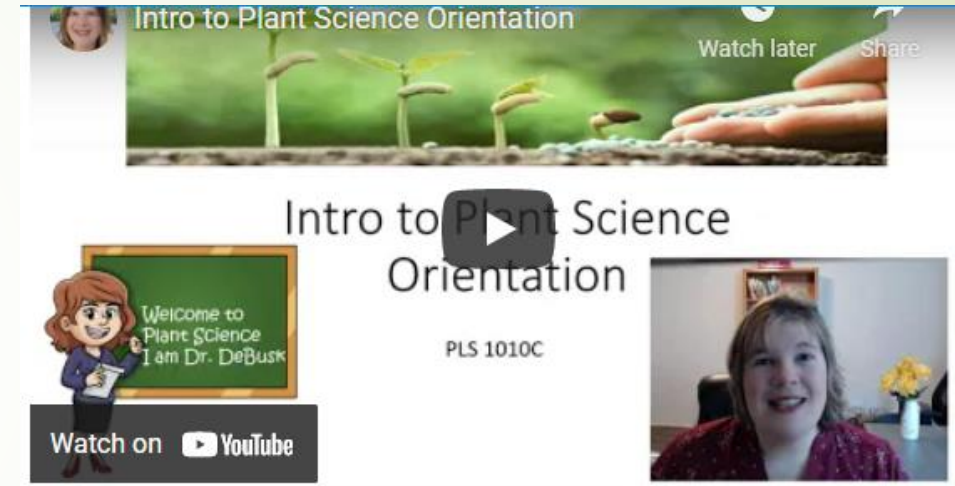 Intro to Plant Science Orientation
Watch later
Share
Intro to Plant Science
Orientation
PLS 1010C
Welcome to
Plant Science
I am Dr. DeBusk
Watch on YouTube